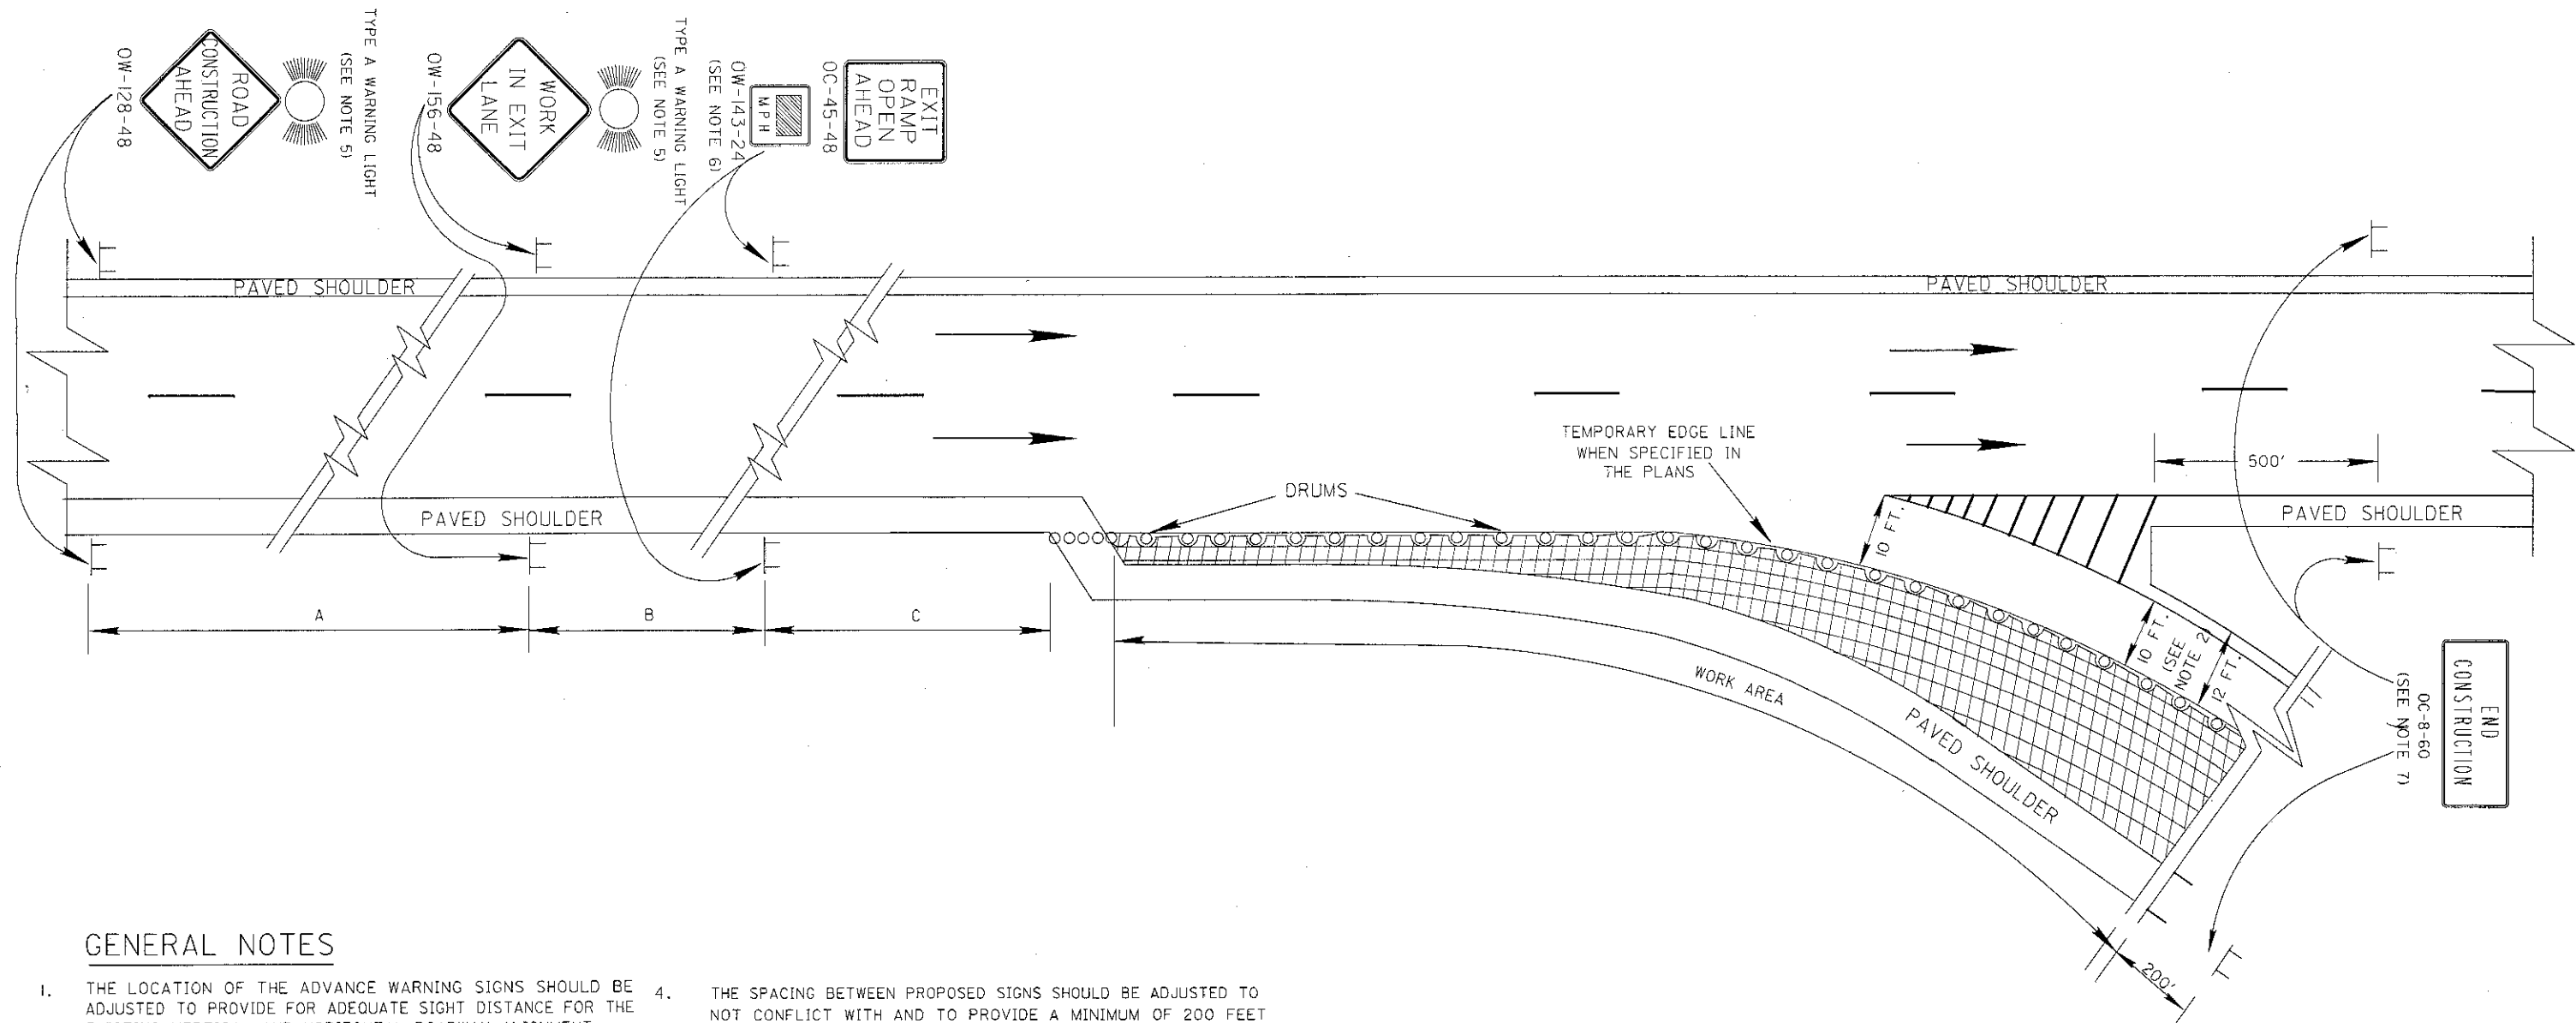 ROAD
CONSTRUCTION
AHEAD
OW-128-48
TYPE A WARNING LIGHT
(SEE NOTE 5)
WORK
IN EXIT
LANE
OW-156-48
TYPE A WARNING LIGHT
(SEE NOTE 5)
MPH
OW-143-24
(SEE NOTE 6)
EXIT
RAMP
OPEN
AHEAD
OC-45-48
PAVED SHOULDER
PAVED SHOULDER
TEMPORARY EDGE LINE
WHEN SPECIFIED IN
THE PLANS
500'
DRUMS
PAVED SHOULDER
PAVED SHOULDER
10 FT.
A
B
C
10 FT.
(SEE
NOTE 2)
12 FT.
WORK AREA
PAVED SHOULDER
END
CONSTRUCTION
OC-8-60
(SEE NOTE 7)
200'
GENERAL NOTES
1. THE LOCATION OF THE ADVANCE WARNING SIGNS SHOULD BE
ADJUSTED TO PROVIDE FOR ADEQUATE SIGHT DISTANCE FOR THE
4. THE SPACING BETWEEN PROPOSED SIGNS SHOULD BE ADJUSTED TO
NOT CONFLICT WITH AND TO PROVIDE A MINIMUM OF 200 FEET